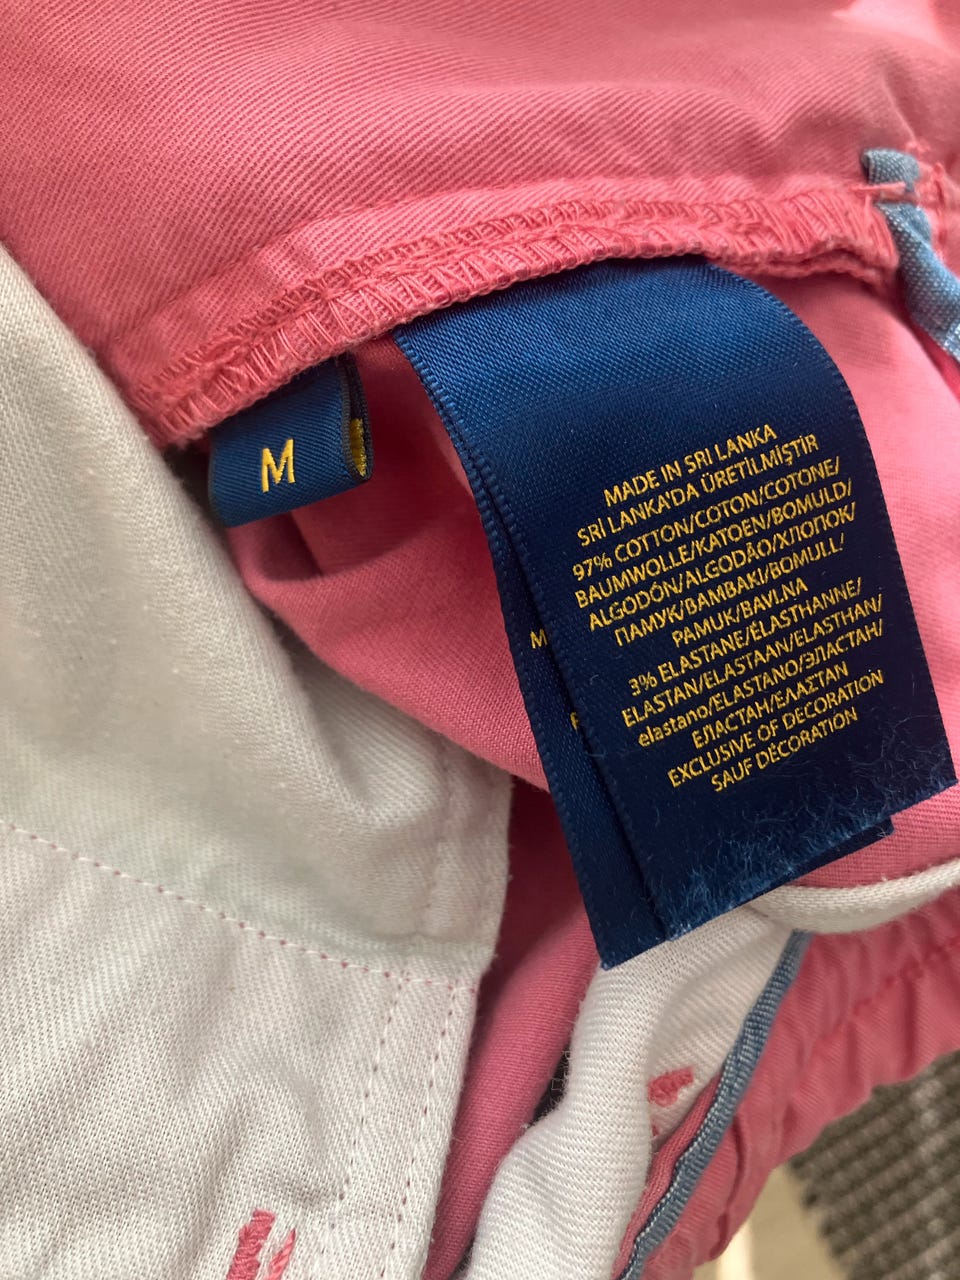 M
MADE IN SRI LANKA
SRİ LANKA'DA ÜRETİLMİŞTİR
97% COTTON/COTON/COTONE/
BAUMWOLLE/KATOEN/BOMULD/
ALGODÓN/ALGODÃO/ХЛОПОК/
ПАМУК/ΒΑΜΒΑΚΙ/BOMULL/
PAMUK/BAVLNA
3% ELASTANE/ÉLASTHANNE/
ELASTAN/ELASTAAN/ELASTHAN/
elastano/ELASTANO/ЭЛАСТАН/
ЕЛАСТАН/ΕΛΑΣΤΑΝ
EXCLUSIVE OF DECORATION
SAUF DÉCORATION